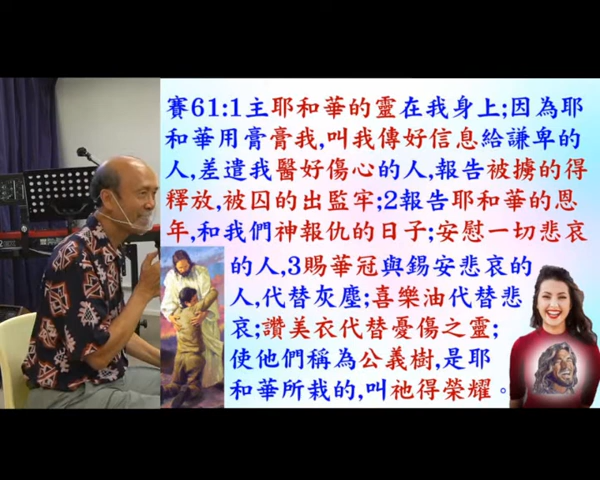 賽61:1主耶和華的靈在我身上;因為耶
和華用膏膏我,叫我傳好信息給謙卑的
人,差遣我醫好傷心的人,報告被擄的得
釋放,被囚的出監牢;2報告耶和華的恩
年,和我們神報仇的日子;安慰一切悲哀
的人,3賜華冠與錫安悲哀的
人,代替灰塵;喜樂油代替悲
哀;讚美衣代替憂傷之靈;
使他們稱為公義樹,是耶
和華所栽的,叫祂得榮耀。